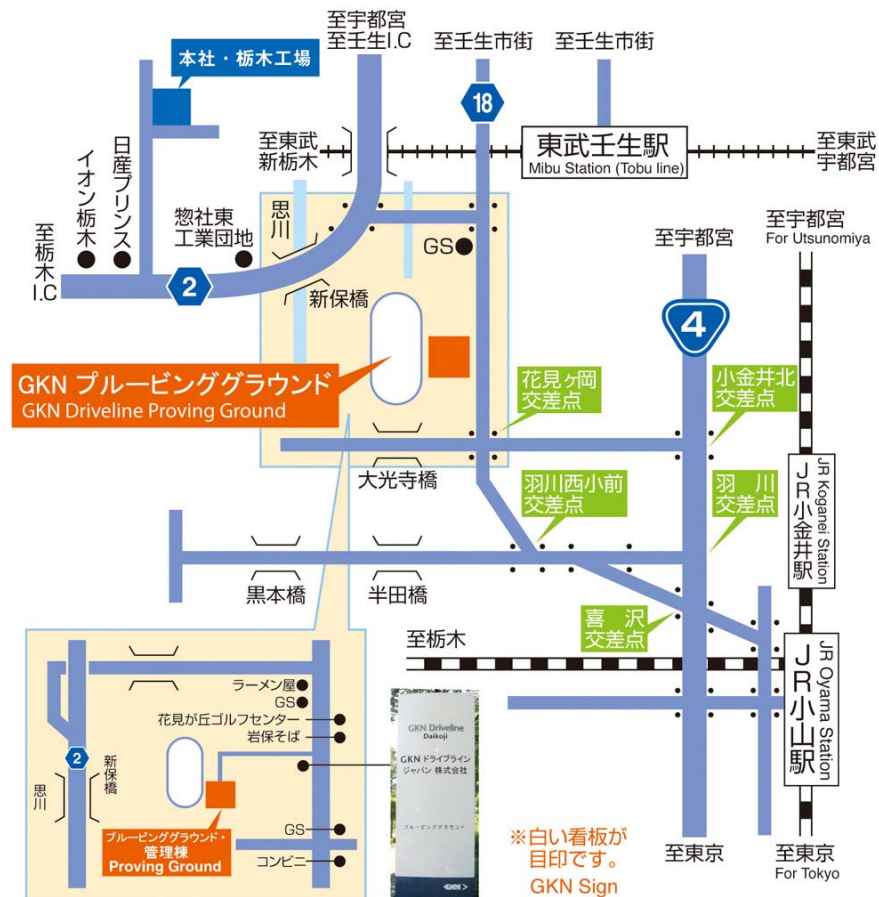 至宇都宮
至壬生I.C
至壬生市街
至壬生市街
本社・栃木工場
18
日産プリンス
イオン栃木
至東武
新栃木
東武壬生駅
Mibu Station (Tobu line)
至東武
宇都宮
惣社東
工業団地
思川
至栃木
I.C
2
新保橋
GS
至宇都宮
至宇都宮
For Utsunomiya
4
GKN プルービンググラウンド
GKN Driveline Proving Ground
花見ヶ岡
交差点
小金井北
交差点
大光寺橋
羽川西小前
交差点
羽 川
交差点
JR小金井駅
JR Koganei Station
黒本橋
半田橋
喜 沢
交差点
至栃木
JR小山駅
JR Oyama Station
ラーメン屋
GS
花見が丘ゴルフセンター
岩保そば
2
新保橋
思川
プルービンググラウンド・
管理棟
Proving Ground
GS
コンビニ
GKN Driveline
Daikoji
GKN ドライブライン
ジャパン 株式会社
プルービンググラウンド
GKN
※白い看板が
目印です。
GKN Sign
至東京
至東京
For Tokyo